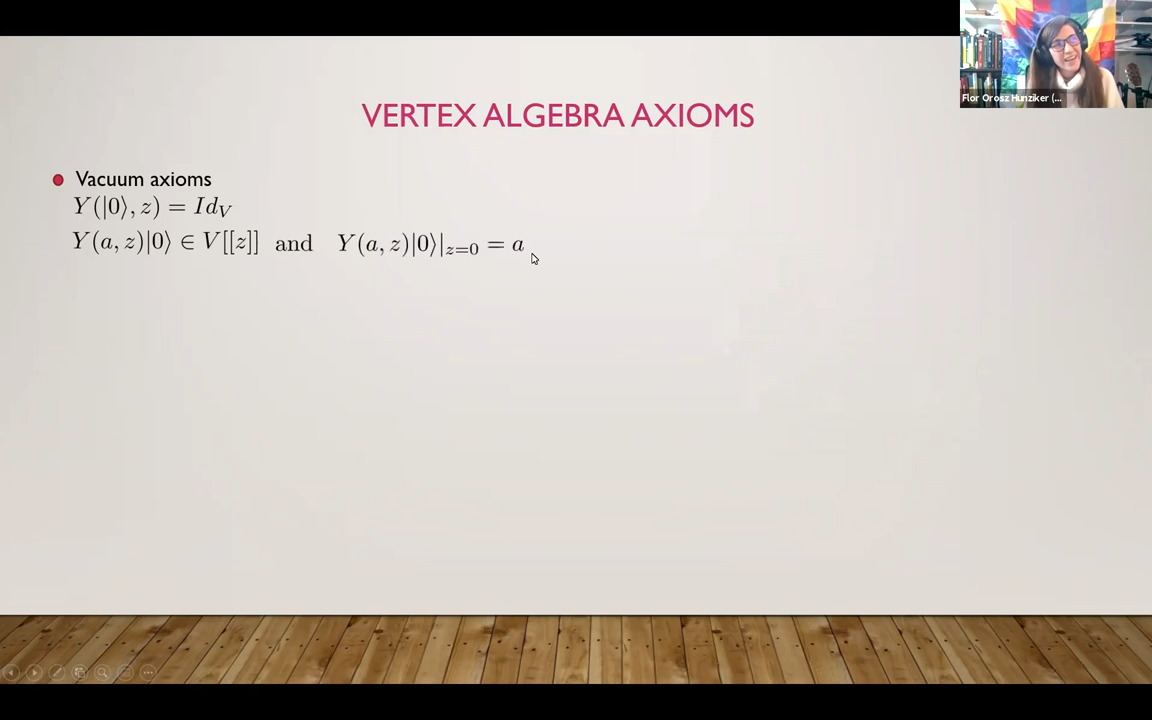 Flor Orosz Hunziker (...
VERTEX ALGEBRA AXIOMS
Vacuum axioms
Y(|0⟩, z) = Id_V
Y(a, z)|0⟩ ∈ V[[z]] and Y(a, z)|0⟩|_{z=0} = a